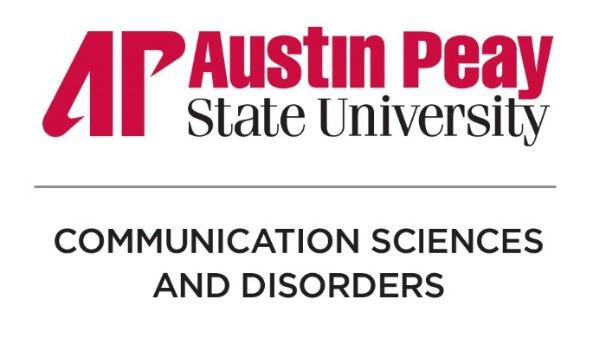 AP Austin Peay
State University
COMMUNICATION SCIENCES
AND DISORDERS